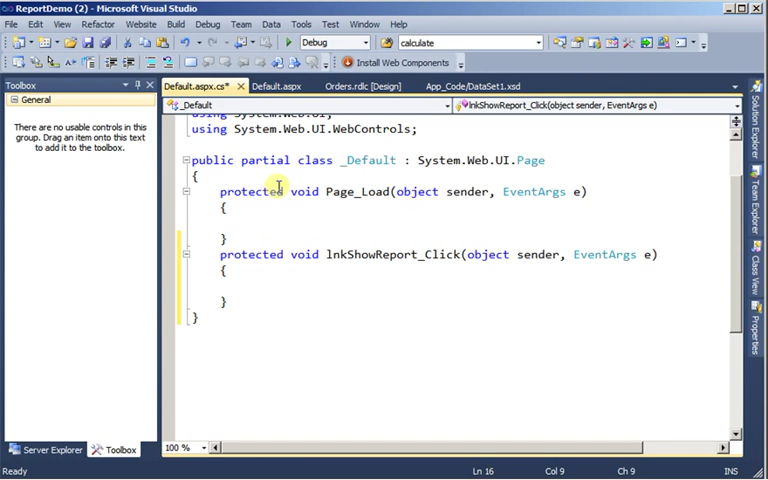 ReportDemo (2) - Microsoft Visual Studio
File Edit View Refactor Website Build Debug Team Data Tools Test Window Help
Debug calculate
Install Web Components
Toolbox
General
There are no usable controls in this
group. Drag an item onto this text
to add it to the toolbox.
Default.aspx.cs* Default.aspx Orders.rdlc [Design] App_Code/DataSet1.xsd
_Default lnkShowReport_Click(object sender, EventArgs e)
using System.Web.UI;
using System.Web.UI.WebControls;
public partial class _Default : System.Web.UI.Page
{
protected void Page_Load(object sender, EventArgs e)
{
}
protected void lnkShowReport_Click(object sender, EventArgs e)
{
}
}
100 %
Server Explorer Toolbox
Solution Explorer
Team Explorer
Class View
Properties
Ready Ln 16 Col 9 Ch 9 INS